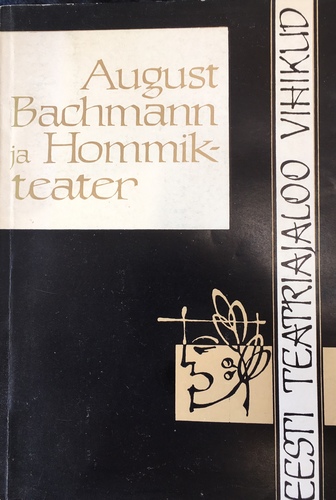 August
Bachmann
ja Hommik-
teater
EESTI TEATRIAJALOO VIHIKUD